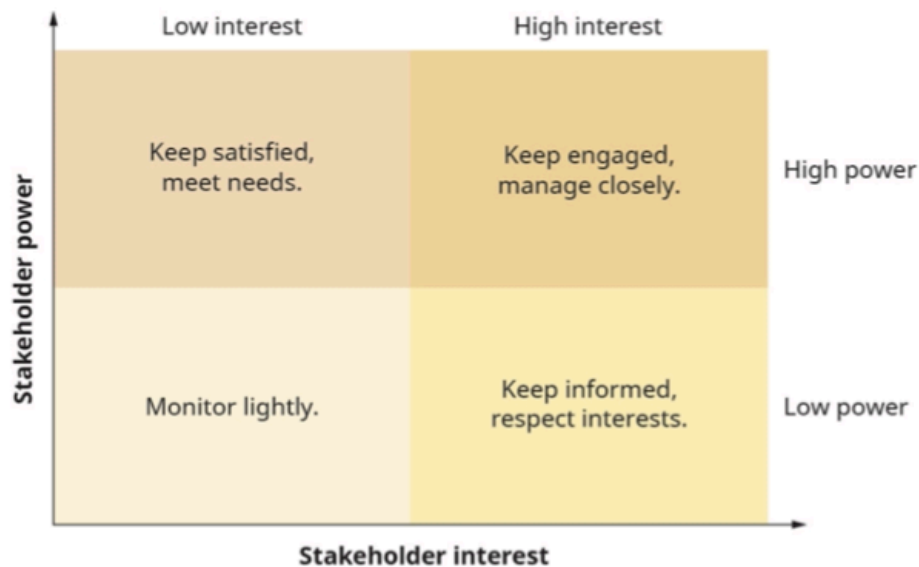 Low interest
High interest
Keep satisfied,
meet needs.
Keep engaged,
manage closely.
High power
Stakeholder power
Monitor lightly.
Keep informed,
respect interests.
Low power
Stakeholder interest